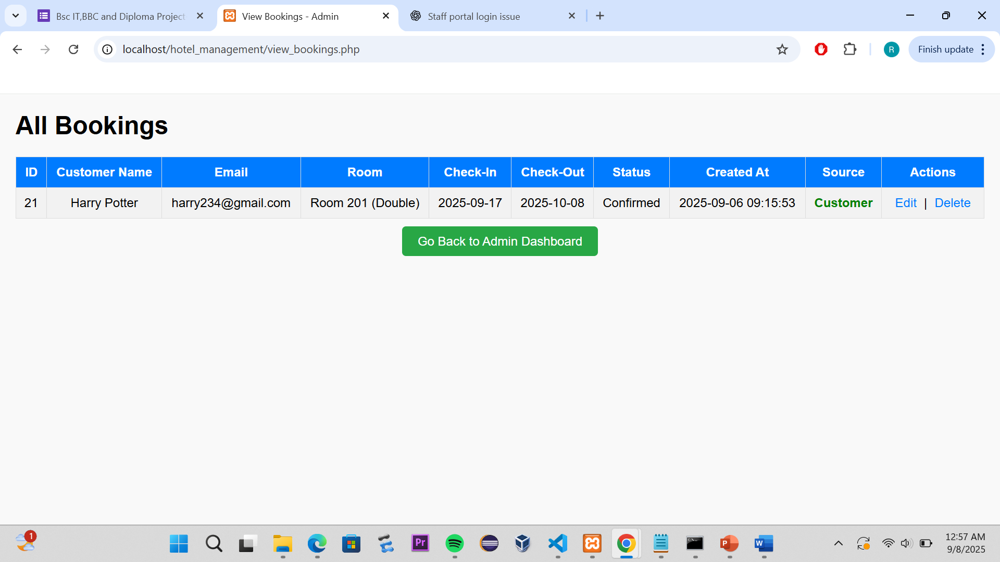 Bsc IT,BBC and Diploma Project
View Bookings - Admin
Staff portal login issue
localhost/hotel_management/view_bookings.php
R
Finish update
All Bookings
ID Customer Name Email Room Check-In Check-Out Status Created At Source Actions
21 Harry Potter harry234@gmail.com Room 201 (Double) 2025-09-17 2025-10-08 Confirmed 2025-09-06 09:15:53 Customer Edit | Delete
Go Back to Admin Dashboard
1
Pr
P
W
12:57 AM
9/8/2025